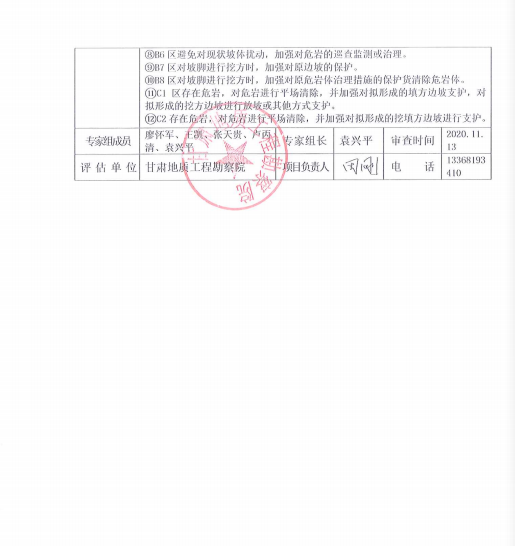 ⑧B6 区避免对现状坡体扰动，加强对危岩的巡查监测或治理。
⑨B7 区对坡脚进行挖方时，加强对原边坡的保护。
⑩B8 区对坡脚进行挖方时，加强对原危岩体治理措施的保护货清除危岩体。
⑪C1 区存在危岩，对危岩进行平场清除，并加强对拟形成的填方边坡支护，对
拟形成的挖方边坡进行放坡或其他方式支护。
⑫C2 存在危岩，对危岩进行平场清除，并加强对拟形成的挖填方边坡进行支护。
专家组成员 廖怀军、王凯、张天贵、卢丙清、袁兴平 专家组长 袁兴平 审查时间 2020.11.13
评估单位 甘肃地质工程勘察院 项目负责人 电 话 13368193410